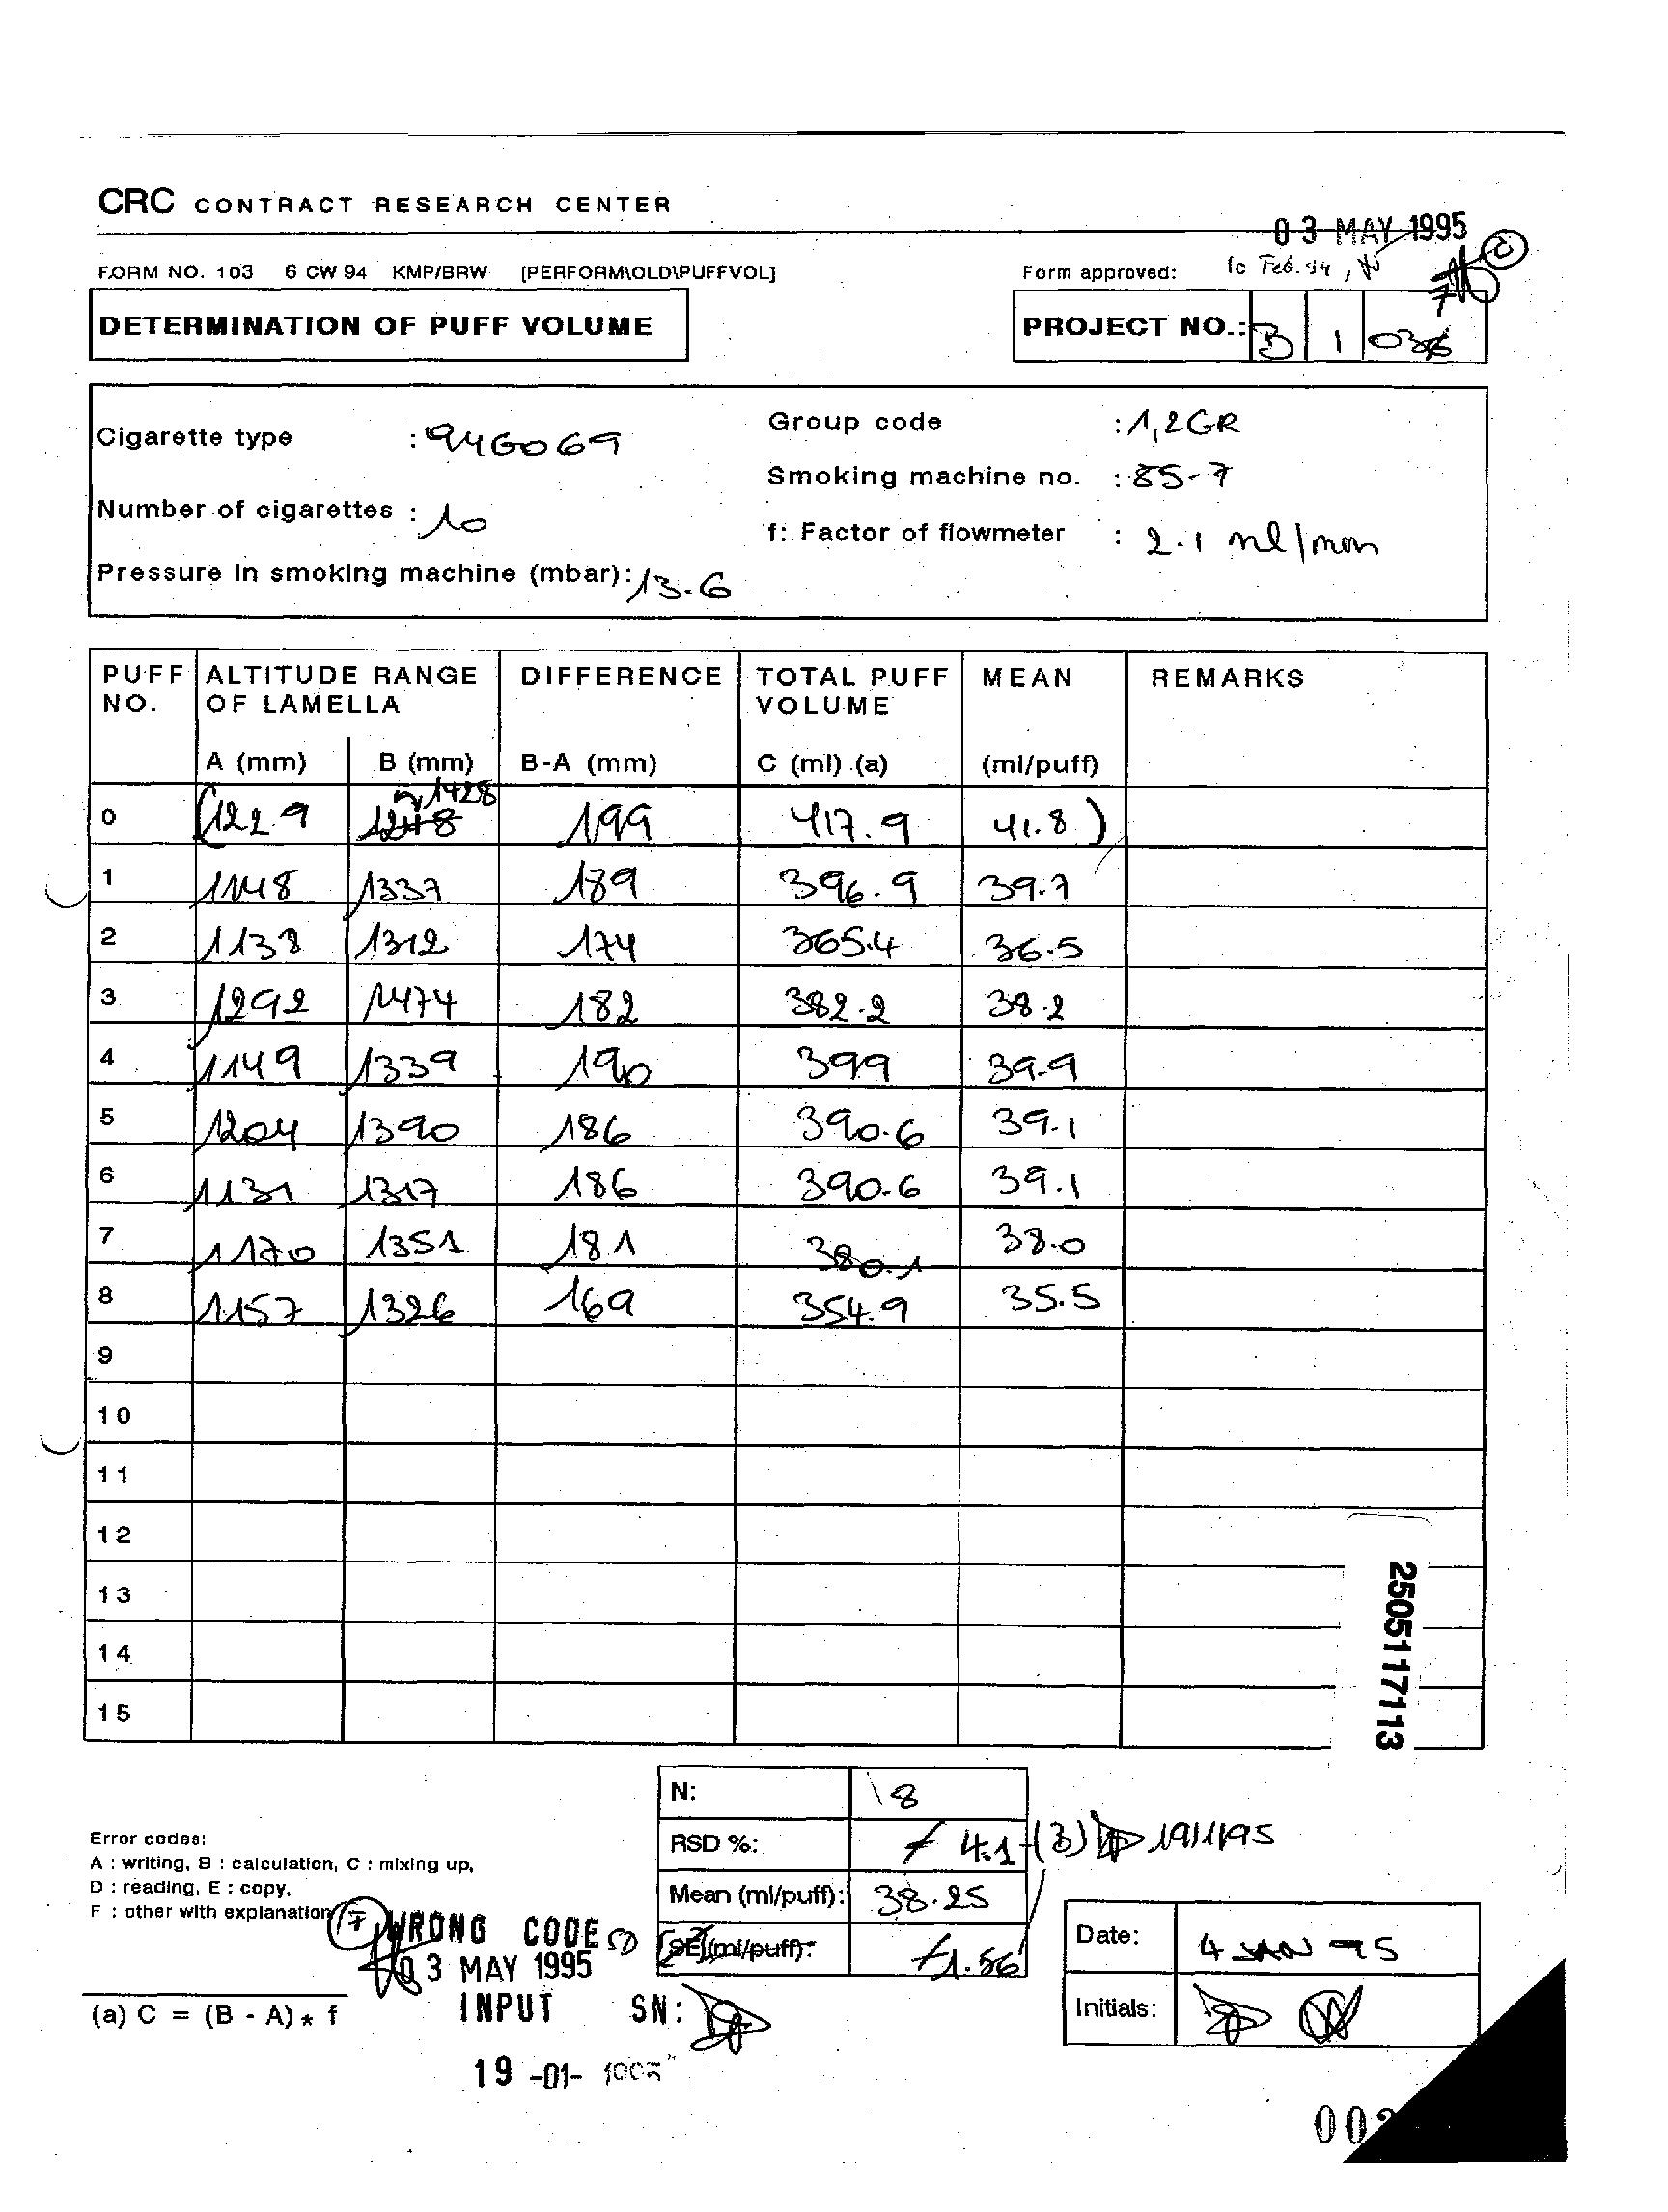 CRC CONTRACT RESEARCH CENTER
03 MAY 1995
FORM NO. 103 6 CW 94 KMP/BRW [PERFORM\OLD\PUFFVOL]
Form approved: 10 Feb. 94,
DETERMINATION OF PUFF VOLUME
PROJECT NO.: B 1
Cigarette type : 94G069
Group code : 1,2GR
Smoking machine no. : 85-7
Number of cigarettes : 10
f: Factor of flowmeter : 2.1 ml/mm
Pressure in smoking machine (mbar): 13.6
PUFF ALTITUDE RANGE DIFFERENCE TOTAL PUFF MEAN REMARKS
NO. OF LAMELLA VOLUME
A (mm) B (mm) B-A (mm) C (ml) (a) (ml/puff)
1428
0 (1229 1248 199 417.9 41.8)
1 1148 1337 189 396.9 39.7
2 1138 1312 174 365.4 36.5
3 1292 1474 182 382.2 38.2
4 1149 1339 190 399 39.9
5 1204 1390 186 390.6 39.1
6 1131 1317 186 390.6 39.1
7 1170 1351 181 380.1 38.0
8 1157 1326 169 354.9 35.5
9
10
11
12
13
14
15
2505117113
N: 8
RSD %: 4.1 (B) 19/1/95
Mean (ml/puff): 38.25
SE (ml/puff): 1.56
Error codes:
A : writing, B : calculation, C : mixing up,
D : reading, E : copy,
F : other with explanation
F WRONG CODE
03 MAY 1995
INPUT SN:
19 -01- 1995
(a) C = (B - A) * f
Date: 4 JAN 95
Initials: